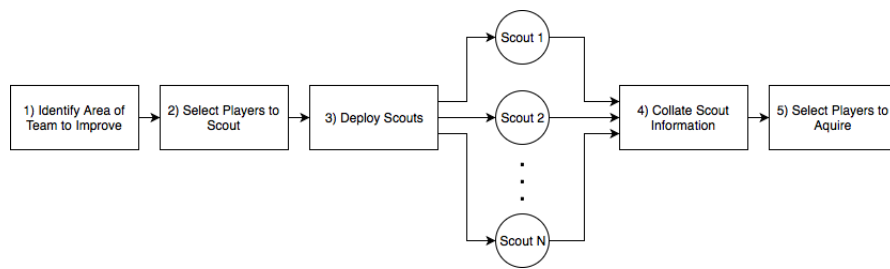 1) Identify Area of
Team to Improve
2) Select Players to
Scout
3) Deploy Scouts
Scout 1
Scout 2
Scout N
4) Collate Scout
Information
5) Select Players to
Aquire